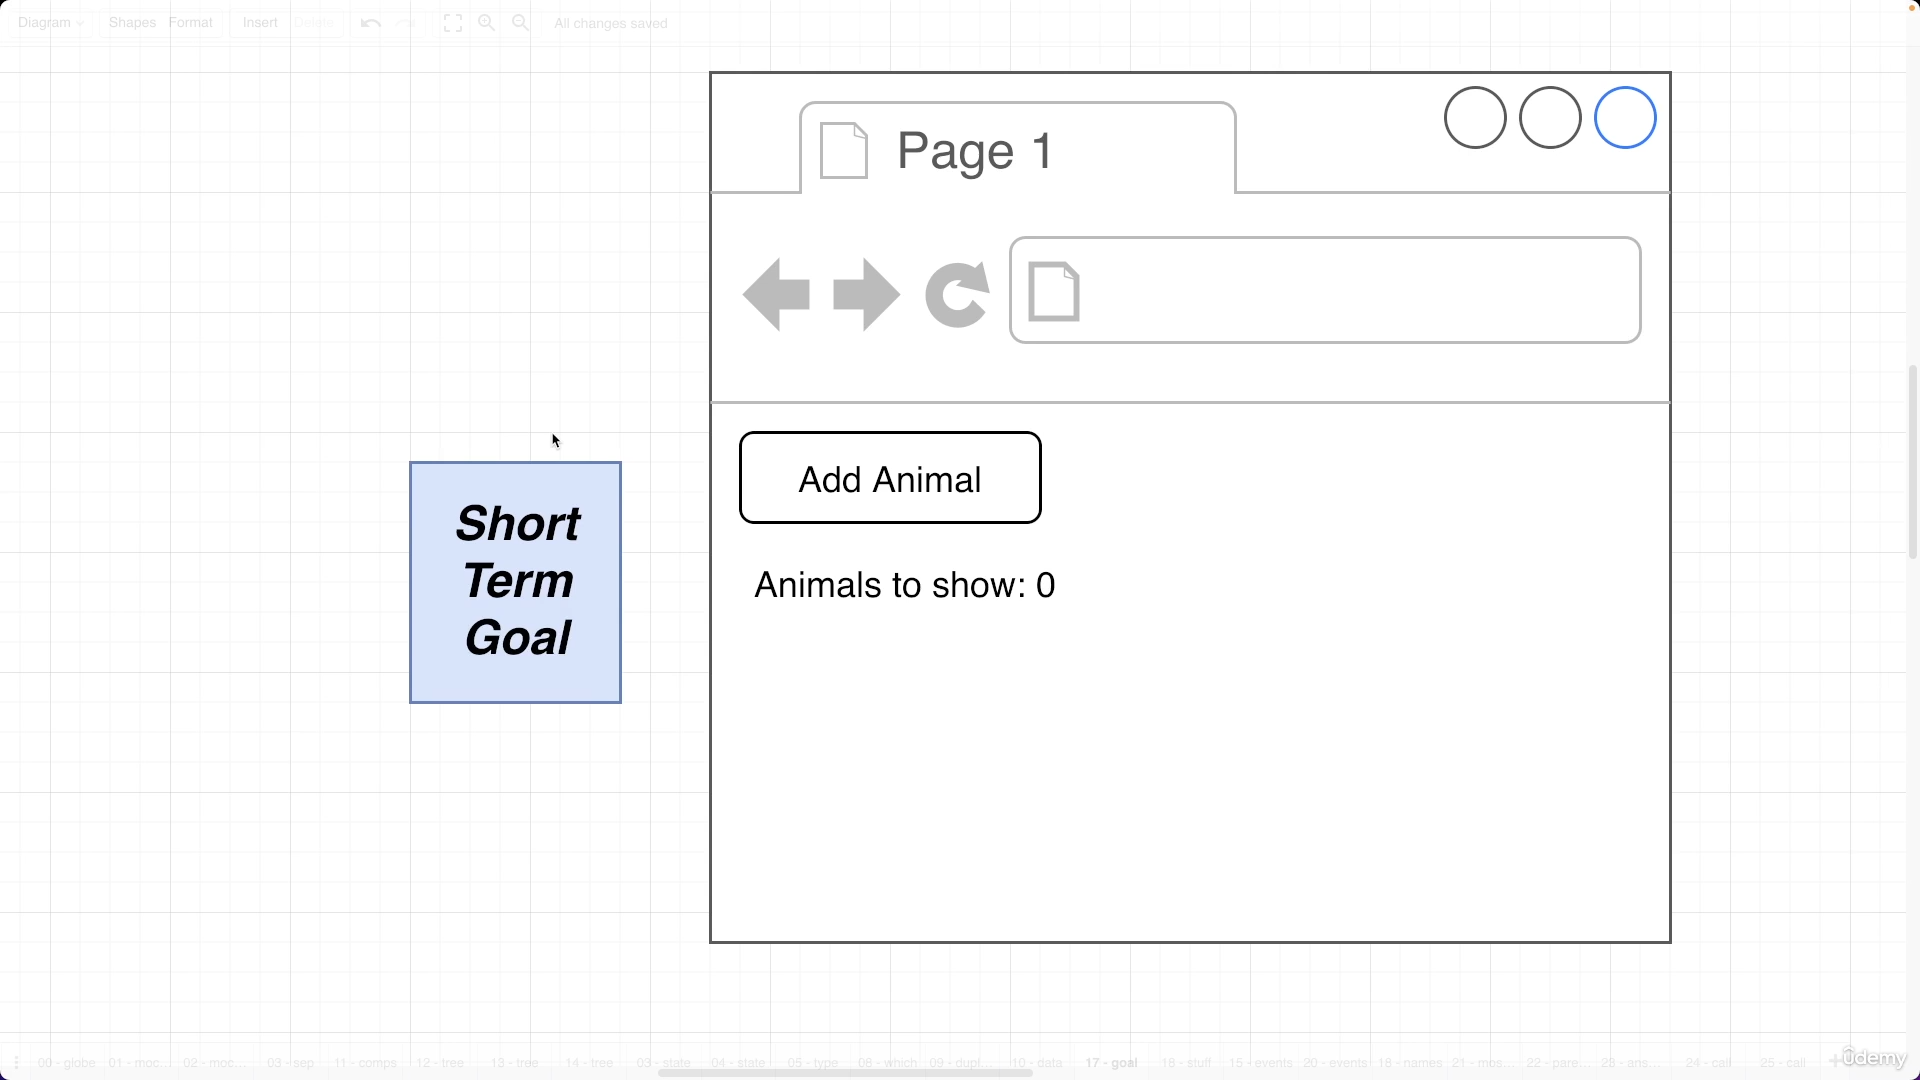 Diagram
Shapes
Format
Insert
Delete
All changes saved
Page 1
Add Animal
Animals to show: 0
Short
Term
Goal
00 - globe
01 - moc...
02 - moc...
03 - sep
11 - comps
12 - tree
13 - tree
14 - tree
03 - state
04 - state
05 - type
06 - which
09 - dupl...
10 - data
17 - goal
18 - stuff
15 - events
20 - events
16 - names
21 - mos...
22 - pare...
23 - ans...
24 - call
25 - call
ûdemy